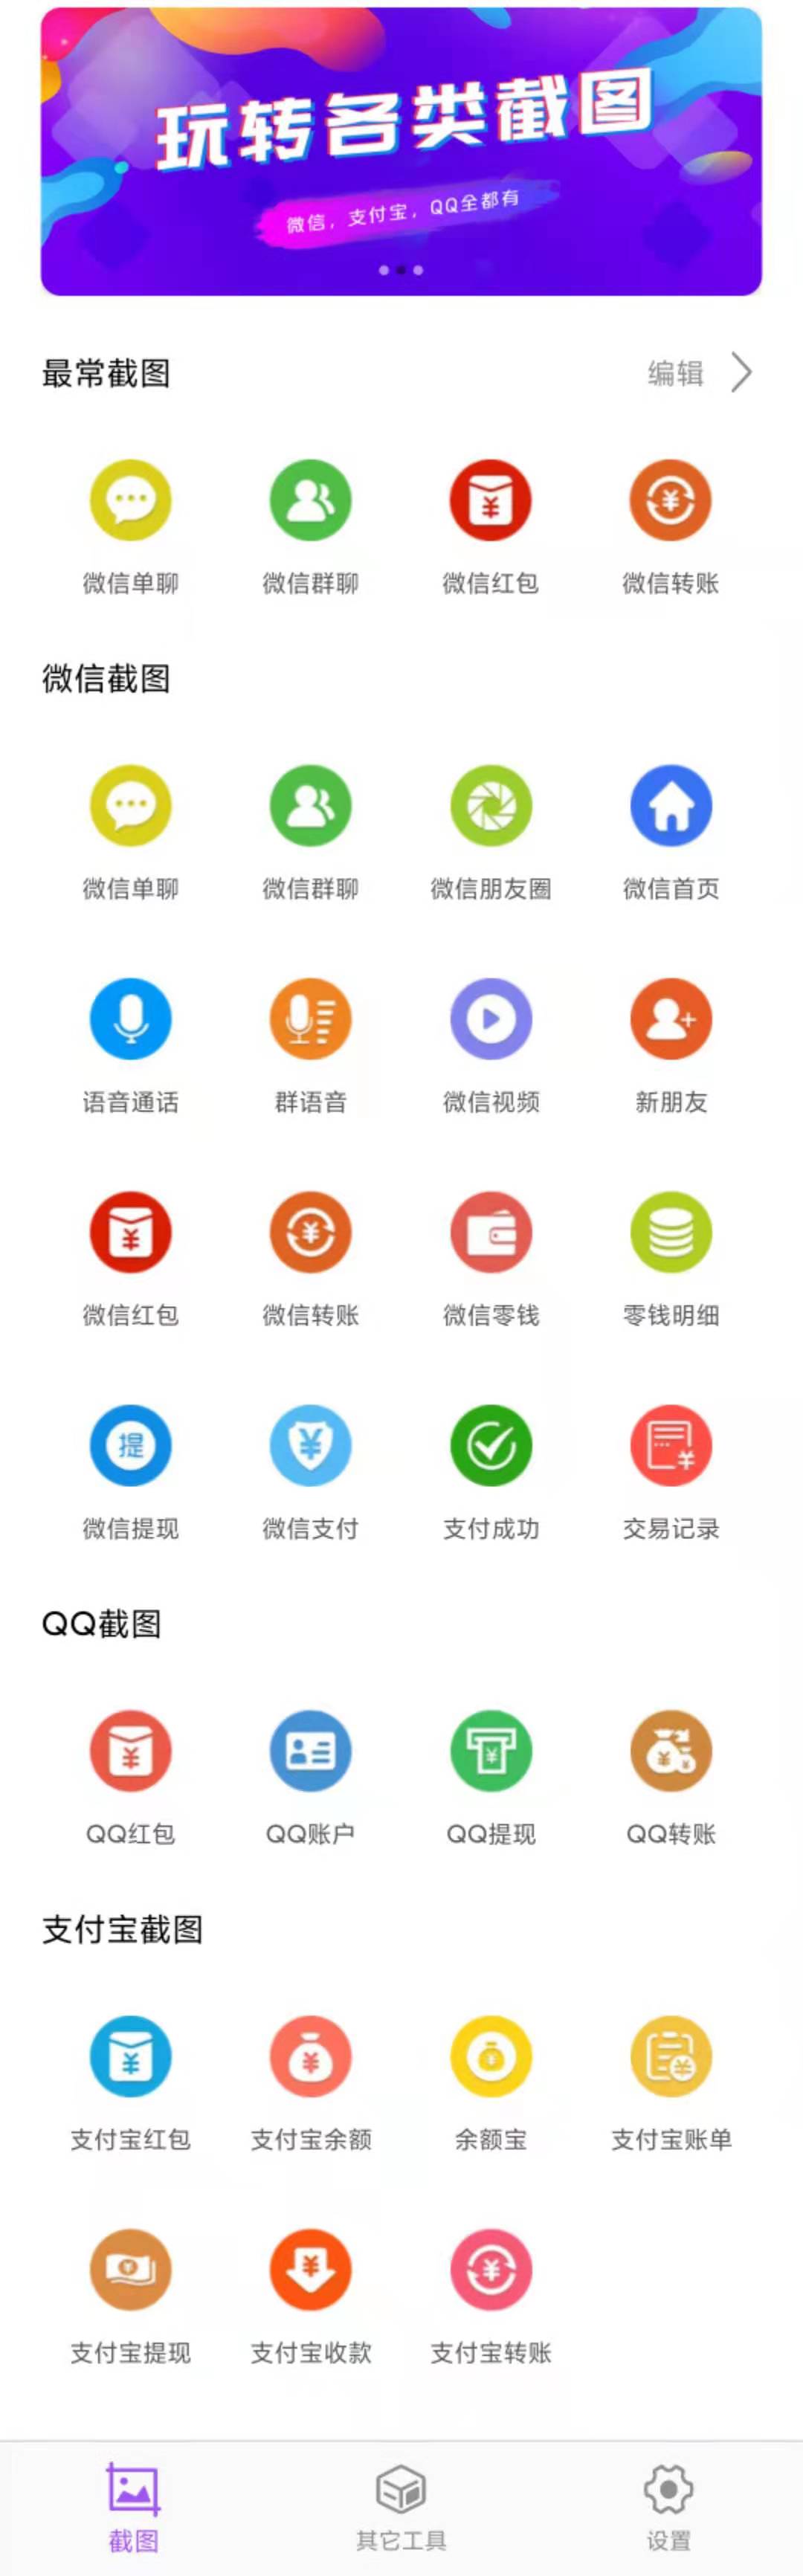 玩转各类截图
微信，支付宝，QQ全都有
最常截图 编辑
微信单聊 微信群聊 微信红包 微信转账
微信截图
微信单聊 微信群聊 微信朋友圈 微信首页
语音通话 群语音 微信视频 新朋友
微信红包 微信转账 微信零钱 零钱明细
提
微信提现 微信支付 支付成功 交易记录
QQ截图
QQ红包 QQ账户 QQ提现 QQ转账
支付宝截图
支付宝红包 支付宝余额 余额宝 支付宝账单
支付宝提现 支付宝收款 支付宝转账
截图 其它工具 设置